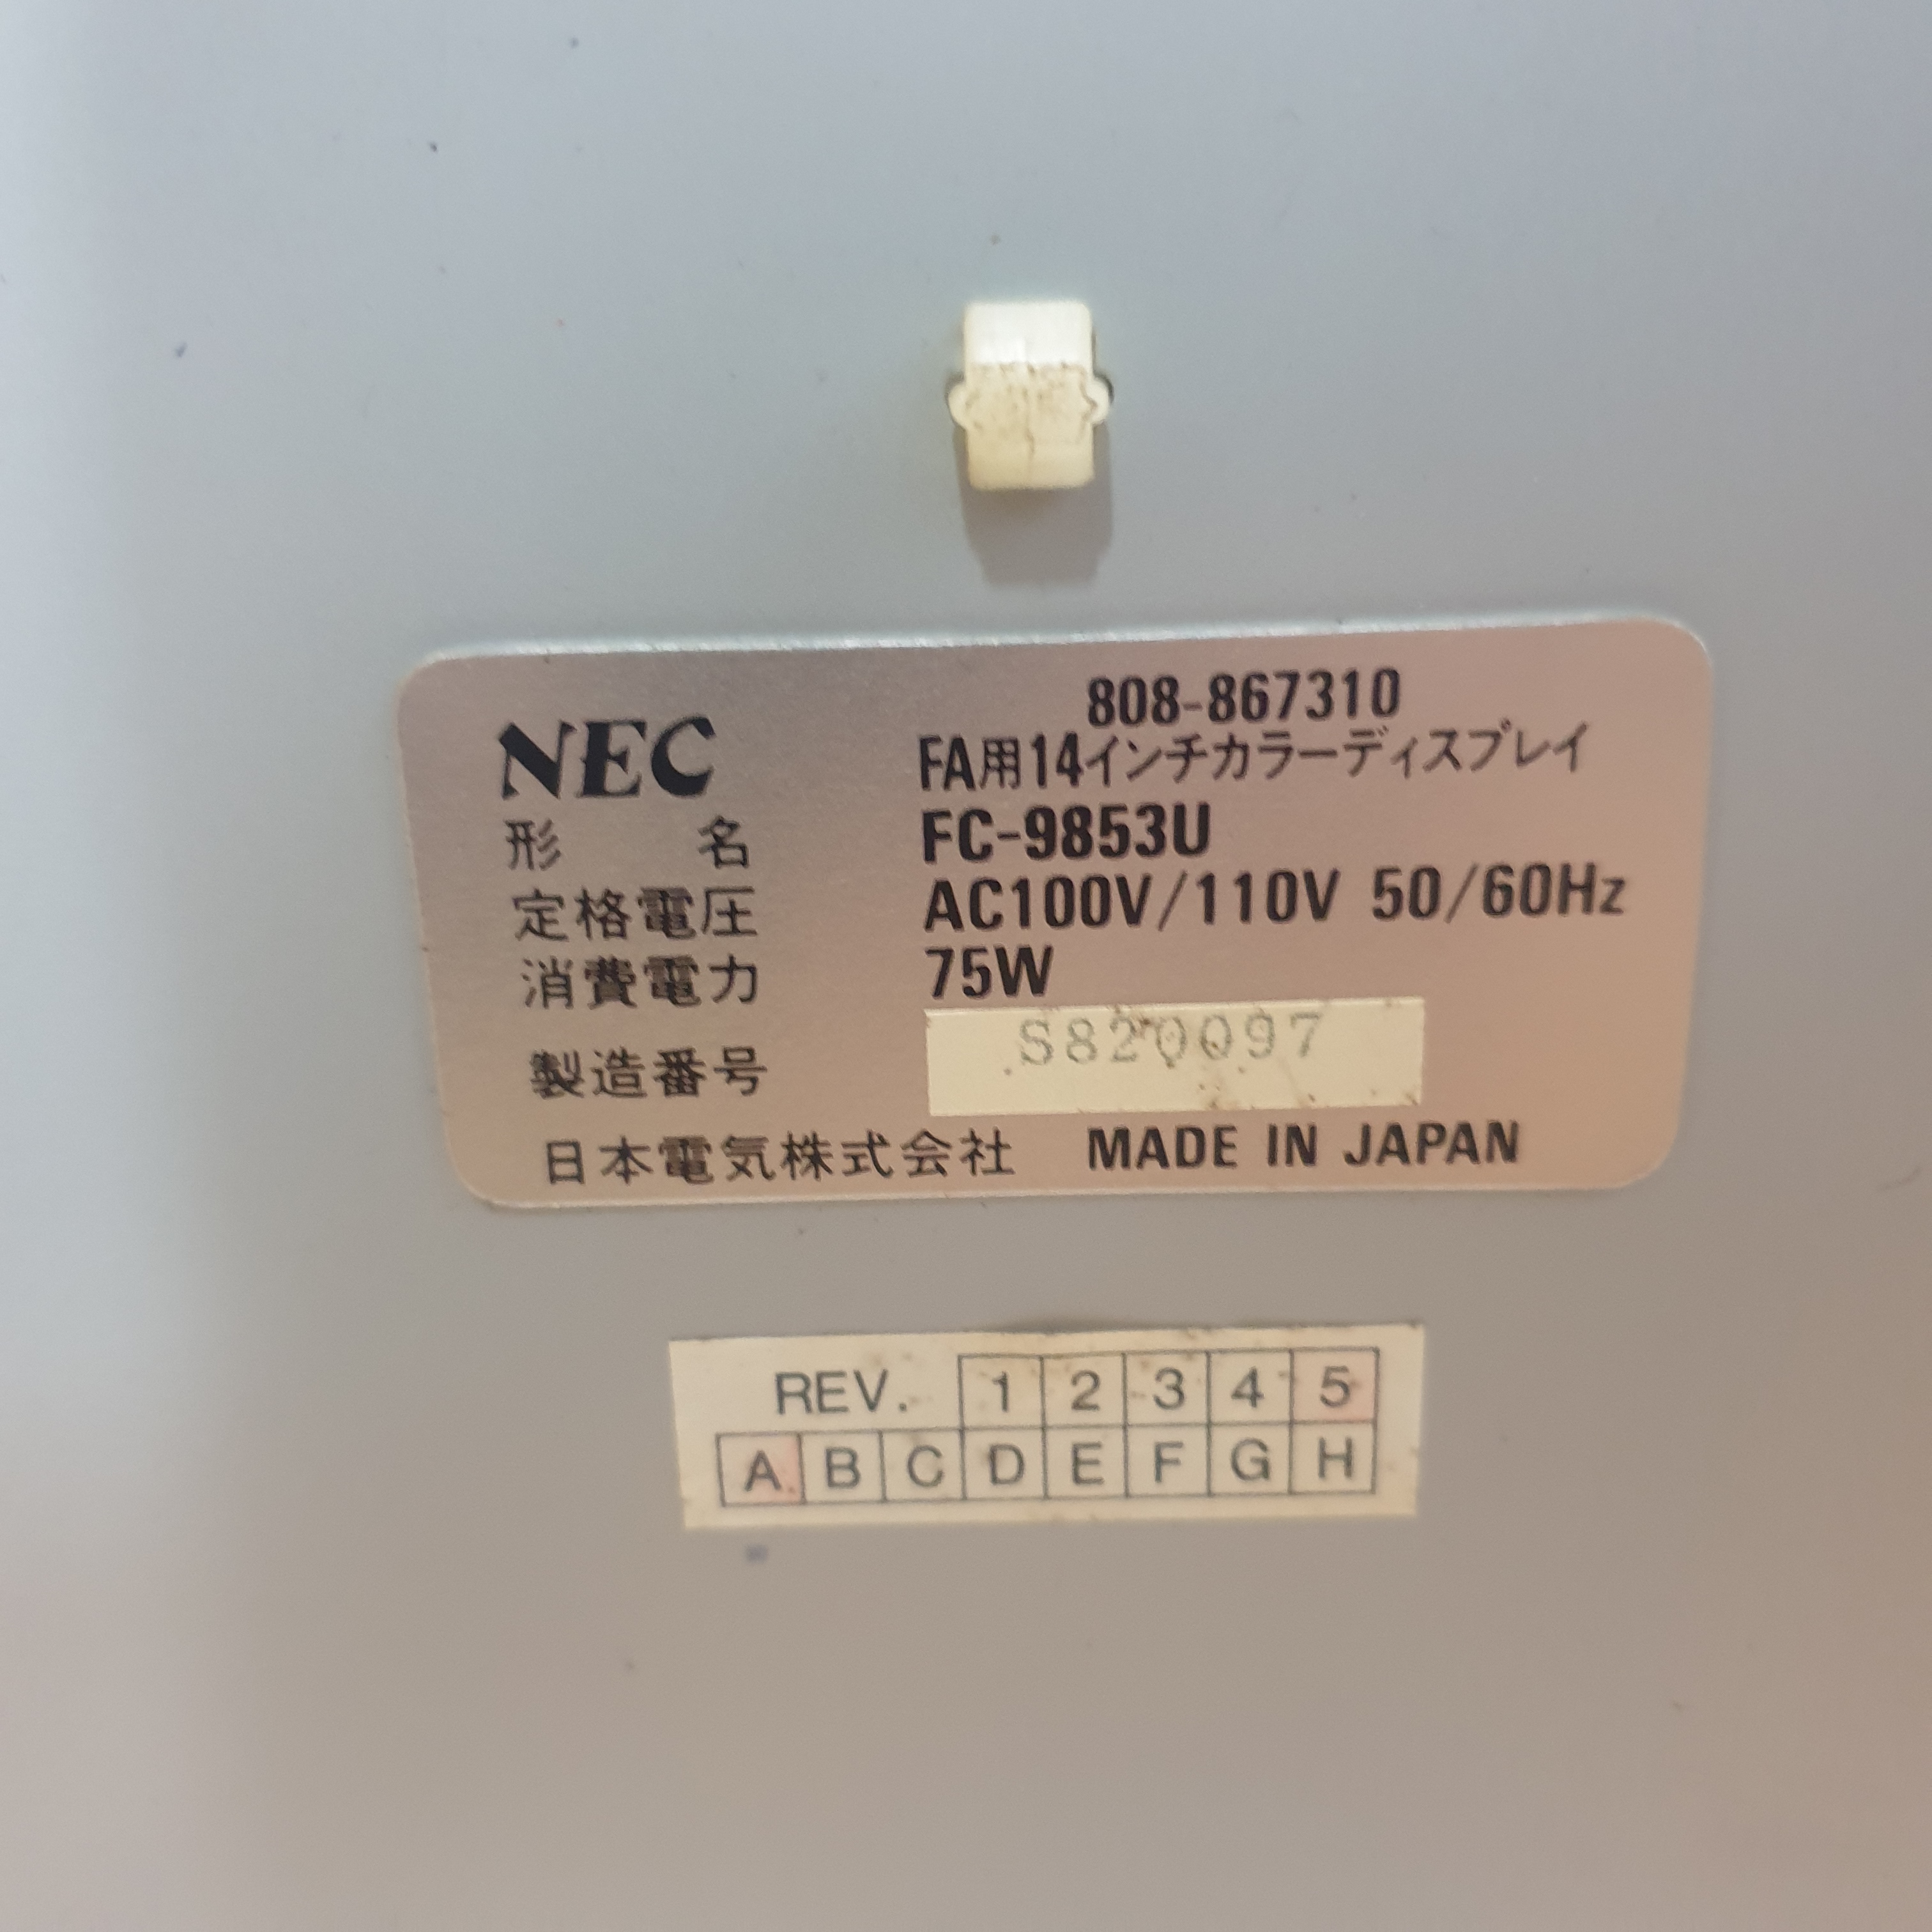 808-867310
NEC FA用14インチカラーディスプレイ
形名 FC-9853U
定格電圧 AC100V/110V 50/60Hz
消費電力 75W
製造番号 S820097
日本電気株式会社 MADE IN JAPAN
REV. 1 2 3 4 5
A B C D E F G H